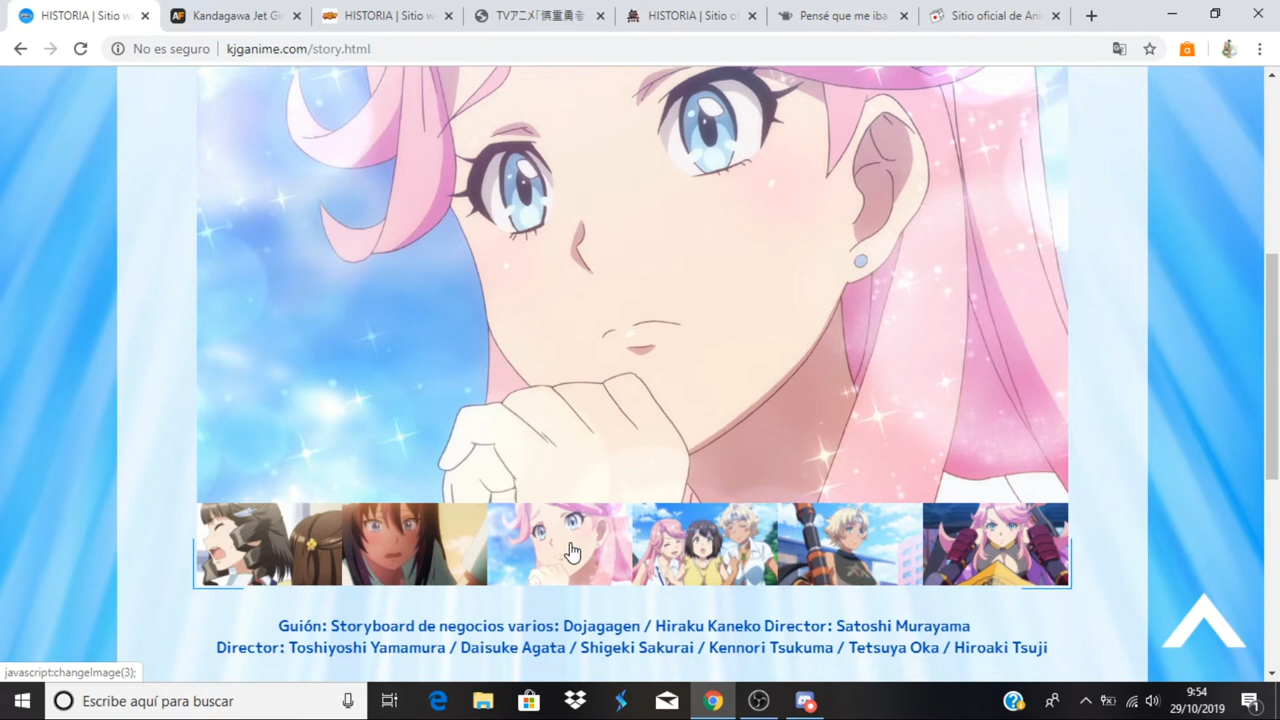 HISTORIA | Sitio w
Kandagawa Jet Gir
HISTORIA | Sitio w
TVアニメ「慎重勇者
HISTORIA | Sitio of
Pensé que me iba
Sitio oficial de Ani
No es seguro
kjganime.com/story.html
Guión: Storyboard de negocios varios: Dojagagen / Hiraku Kaneko Director: Satoshi Murayama
Director: Toshiyoshi Yamamura / Daisuke Agata / Shigeki Sakurai / Kennori Tsukuma / Tetsuya Oka / Hiroaki Tsuji
javascript:changeImage(3);
Escribe aquí para buscar
9:54
29/10/2019